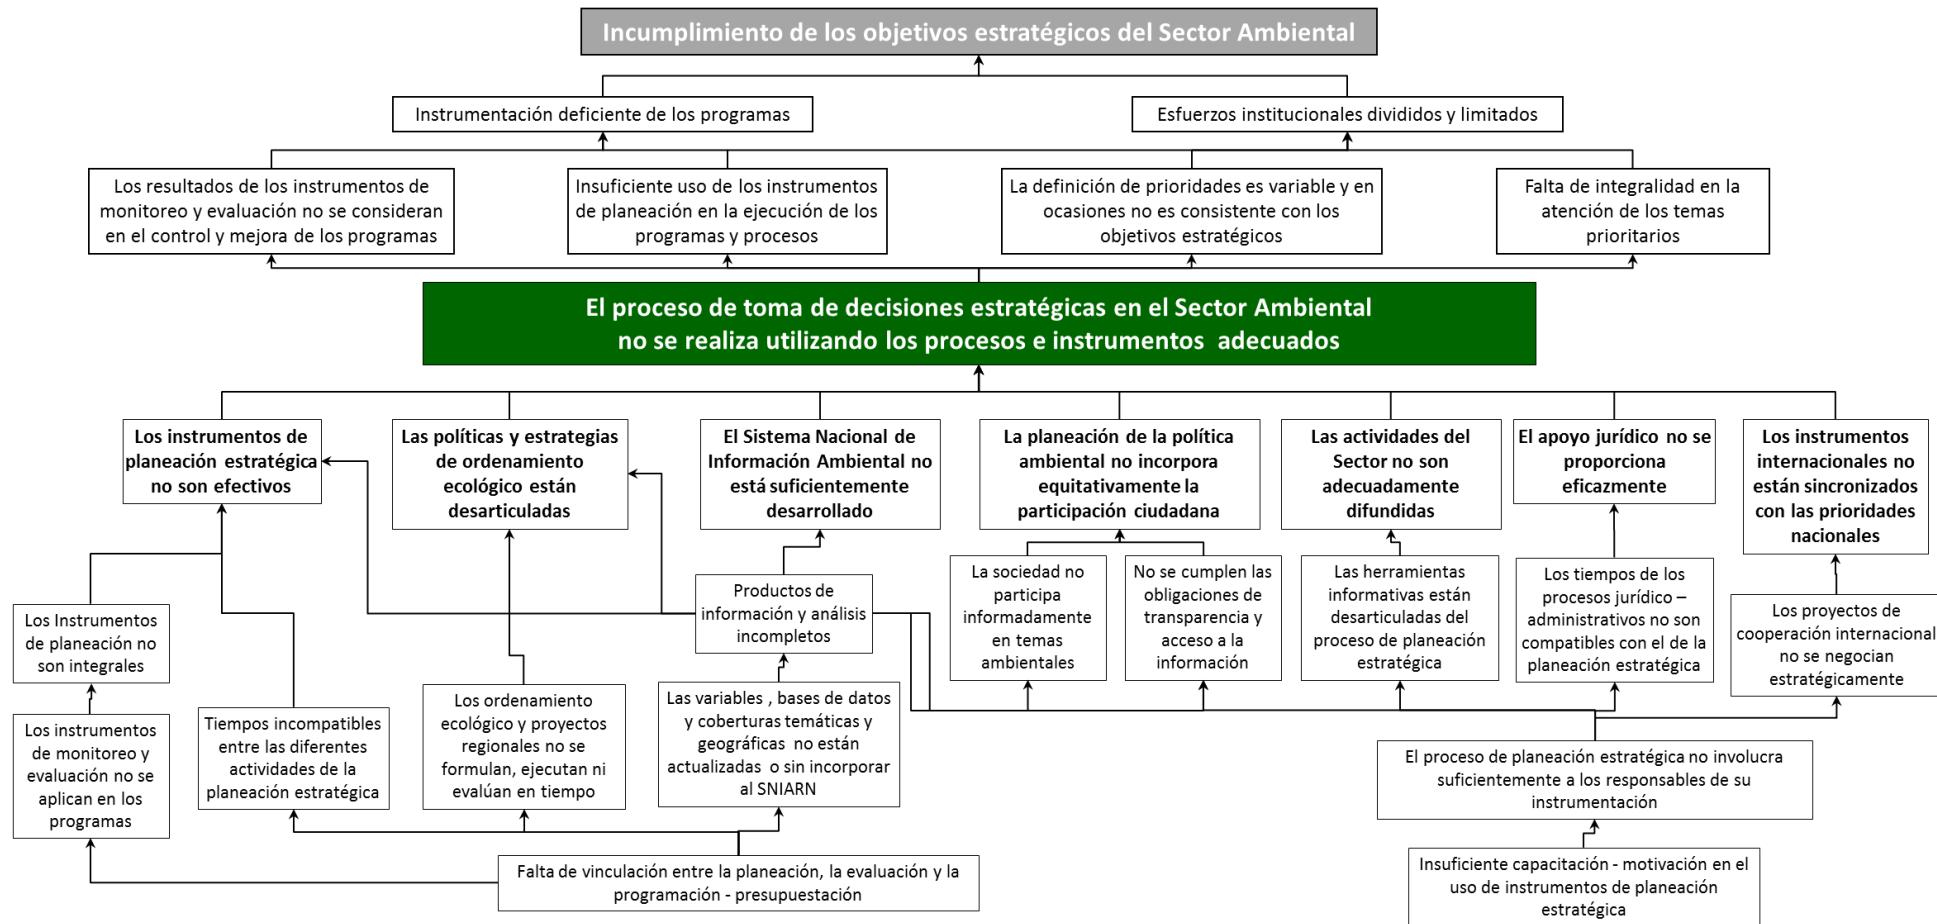 Incumplimiento de los objetivos estratégicos del Sector Ambiental
Instrumentación deficiente de los programas
Esfuerzos institucionales divididos y limitados
Los resultados de los instrumentos de
monitoreo y evaluación no se consideran
en el control y mejora de los programas
Insuficiente uso de los instrumentos
de planeación en la ejecución de los
programas y procesos
La definición de prioridades es variable y en
ocasiones no es consistente con los
objetivos estratégicos
Falta de integralidad en la
atención de los temas
prioritarios
El proceso de toma de decisiones estratégicas en el Sector Ambiental
no se realiza utilizando los procesos e instrumentos adecuados
Los instrumentos de
planeación estratégica
no son efectivos
Las políticas y estrategias
de ordenamiento
ecológico están
desarticuladas
El Sistema Nacional de
Información Ambiental no
está suficientemente
desarrollado
La planeación de la política
ambiental no incorpora
equitativamente la
participación ciudadana
Las actividades del
Sector no son
adecuadamente
difundidas
El apoyo jurídico no se
proporciona
eficazmente
Los instrumentos
internacionales no
están sincronizados
con las prioridades
nacionales
Los Instrumentos
de planeación no
son integrales
Productos de
información y análisis
incompletos
La sociedad no
participa
informadamente
en temas
ambientales
No se cumplen las
obligaciones de
transparencia y
acceso a la
información
Las herramientas
informativas están
desarticuladas del
proceso de planeación
estratégica
Los tiempos de los
procesos jurídico –
administrativos no son
compatibles con el de la
planeación estratégica
Los proyectos de
cooperación internacional
no se negocian
estratégicamente
Los instrumentos
de monitoreo y
evaluación no se
aplican en los
programas
Tiempos incompatibles
entre las diferentes
actividades de la
planeación estratégica
Los ordenamiento
ecológico y proyectos
regionales no se
formulan, ejecutan ni
evalúan en tiempo
Las variables , bases de datos
y coberturas temáticas y
geográficas no están
actualizadas o sin incorporar
al SNIARN
El proceso de planeación estratégica no involucra
suficientemente a los responsables de su
instrumentación
Falta de vinculación entre la planeación, la evaluación y la
programación - presupuestación
Insuficiente capacitación - motivación en el
uso de instrumentos de planeación
estratégica